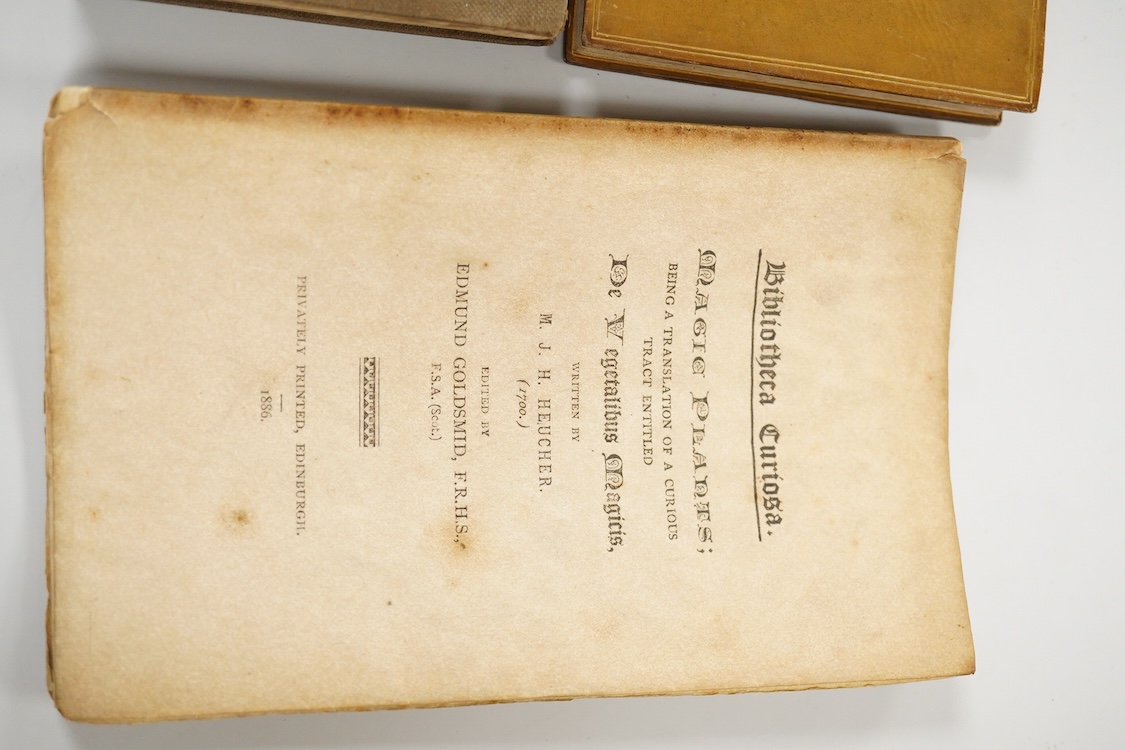 Bibliotheca Curiosa.
MAGIC PLANTS;
BEING A TRANSLATION OF A CURIOUS
TRACT ENTITLED
De Vegetalibus Magicis,
WRITTEN BY
M. J. H. HEUCHER.
(1700.)
EDITED BY
EDMUND GOLDSMID, F.R.H.S.,
F.S.A. (Scot.)
PRIVATELY PRINTED, EDINBURGH.
1886.